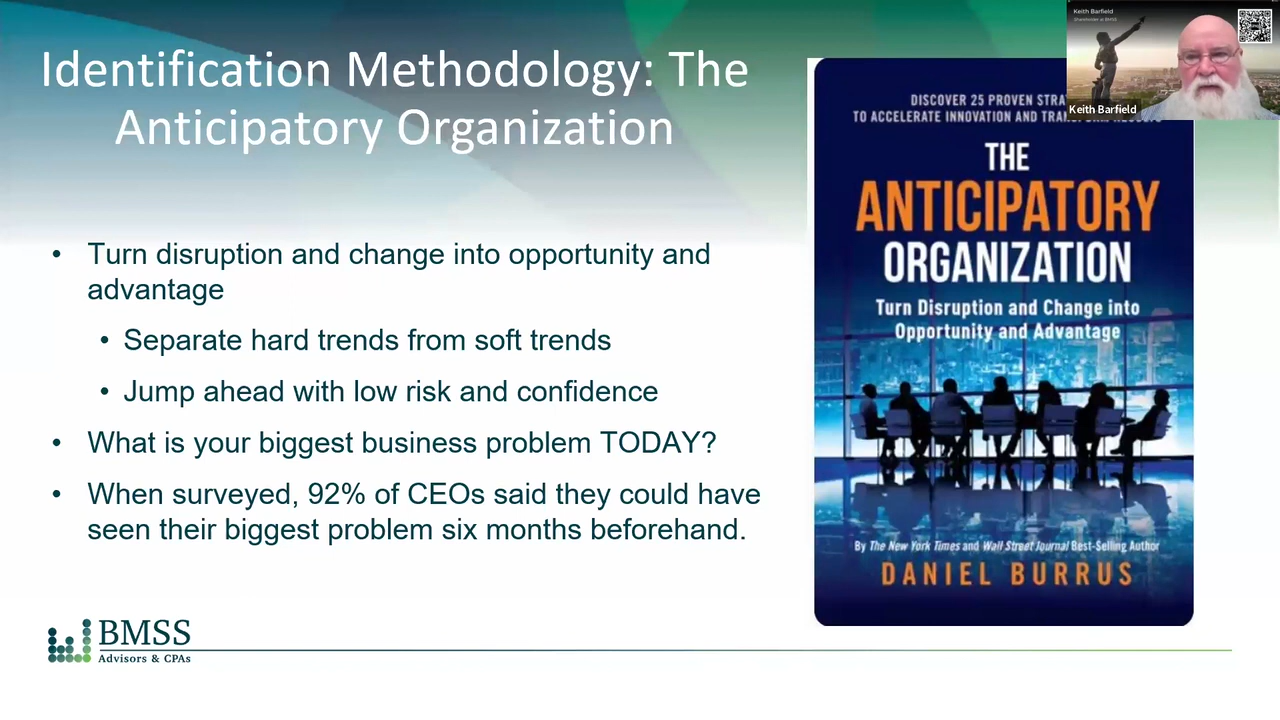 Identification Methodology: The
Anticipatory Organization
• Turn disruption and change into opportunity and
advantage
• Separate hard trends from soft trends
• Jump ahead with low risk and confidence
• What is your biggest business problem TODAY?
• When surveyed, 92% of CEOs said they could have
seen their biggest problem six months beforehand.
BMSS
Advisors & CPAs
DISCOVER 25 PROVEN
TO ACCELERATE INNOVATION AND
THE
ANTICIPATORY
ORGANIZATION
Turn Disruption and Change into
Opportunity and Advantage
By The New York Times and Wall Street Journal Best-Selling Author
DANIEL BURRUS
Keith Barfield
Shareholder at BMSS
Keith Barfield